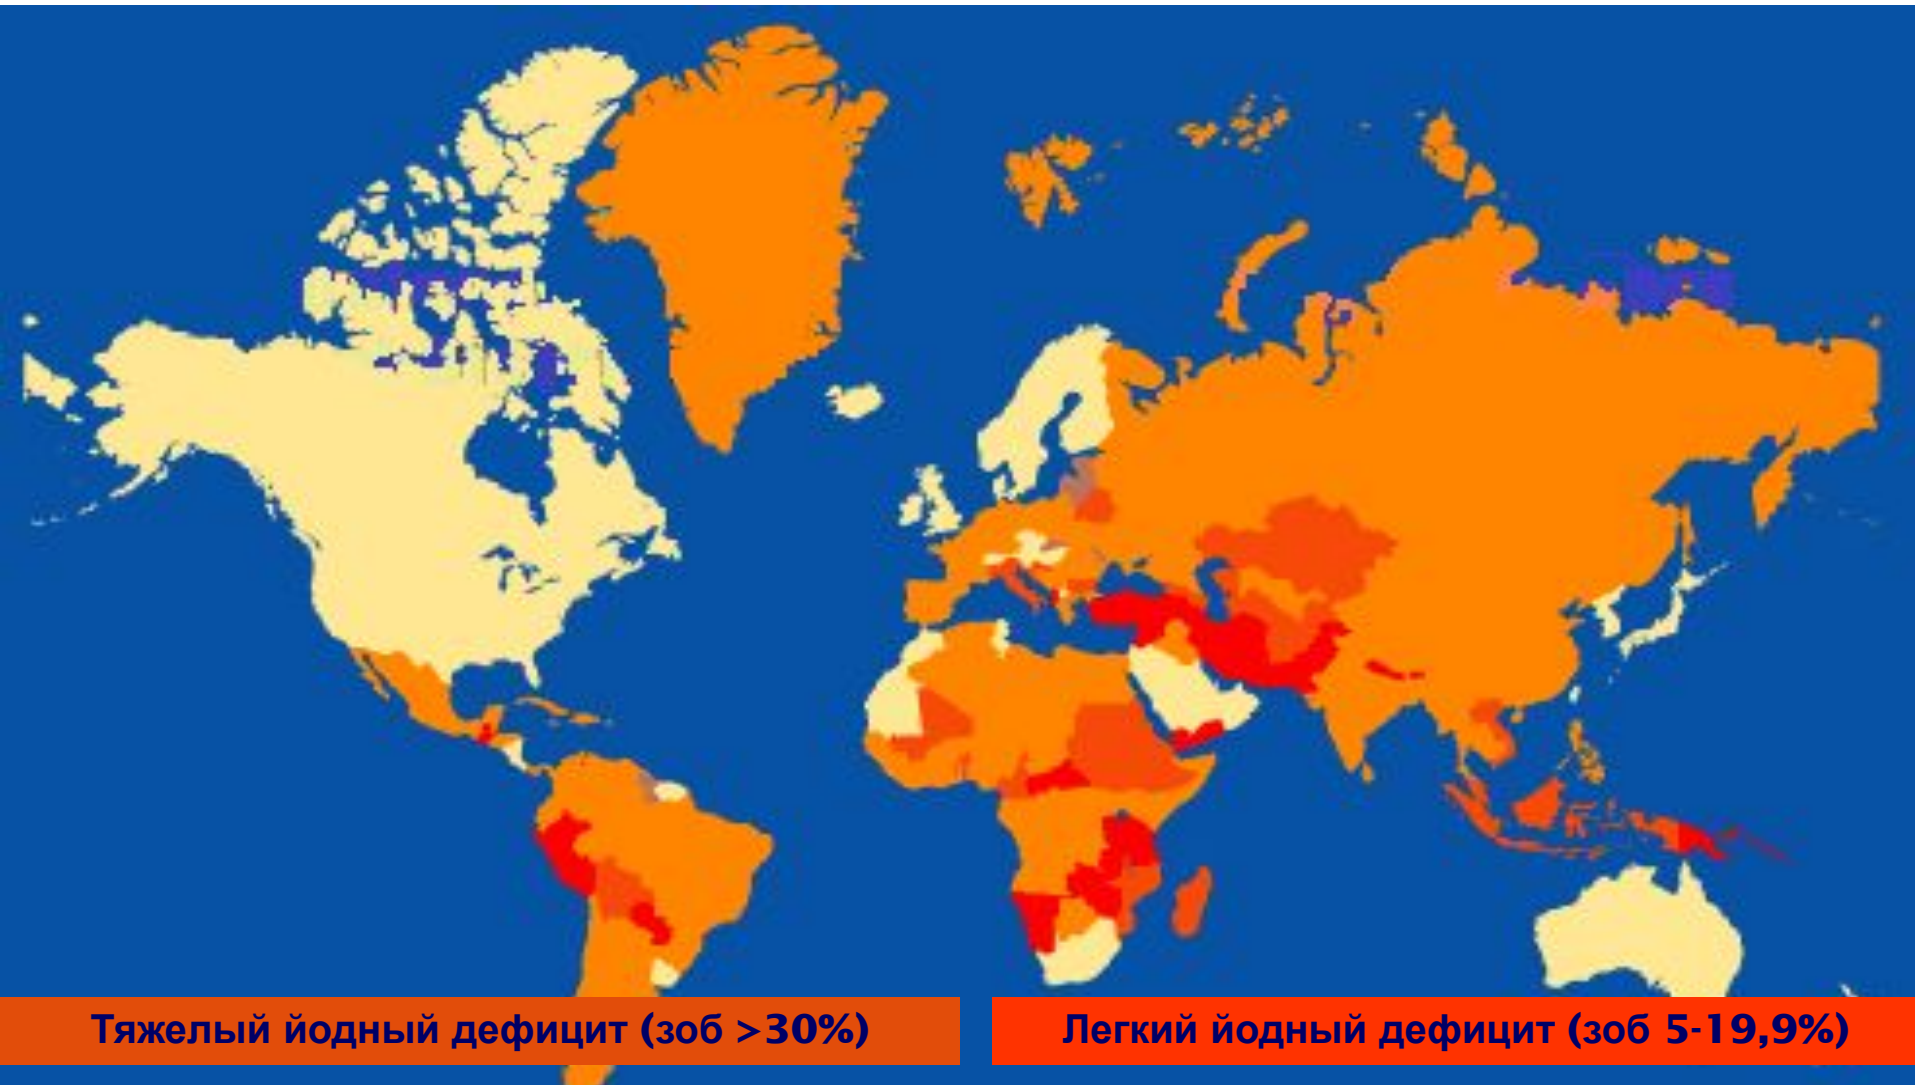 Тяжелый йодный дефицит (зоб >30%)
Легкий йодный дефицит (зоб 5-19,9%)